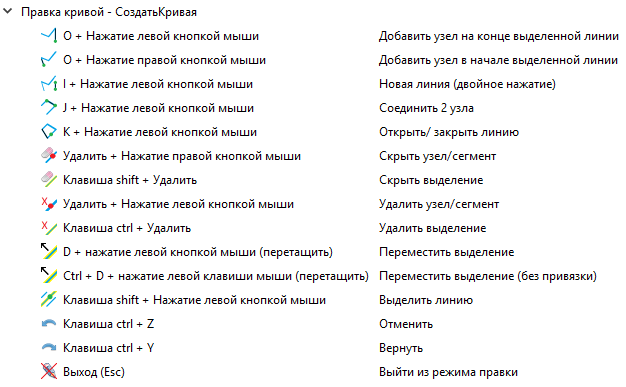 Правка кривой - СоздатьКривая
O + Нажатие левой кнопкой мыши Добавить узел на конце выделенной линии
O + Нажатие правой кнопкой мыши Добавить узел в начале выделенной линии
I + Нажатие левой кнопкой мыши Новая линия (двойное нажатие)
J + Нажатие левой кнопкой мыши Соединить 2 узла
K + Нажатие левой кнопкой мыши Открыть/ закрыть линию
Удалить + Нажатие правой кнопкой мыши Скрыть узел/сегмент
Клавиша shift + Удалить Скрыть выделение
Удалить + Нажатие левой кнопкой мыши Удалить узел/сегмент
Клавиша ctrl + Удалить Удалить выделение
D + нажатие левой кнопкой мыши (перетащить) Переместить выделение
Ctrl + D + нажатие левой клавиши мыши (перетащить) Переместить выделение (без привязки)
Клавиша shift + Нажатие левой кнопкой мыши Выделить линию
Клавиша ctrl + Z Отменить
Клавиша ctrl + Y Вернуть
Выход (Esc) Выйти из режима правки